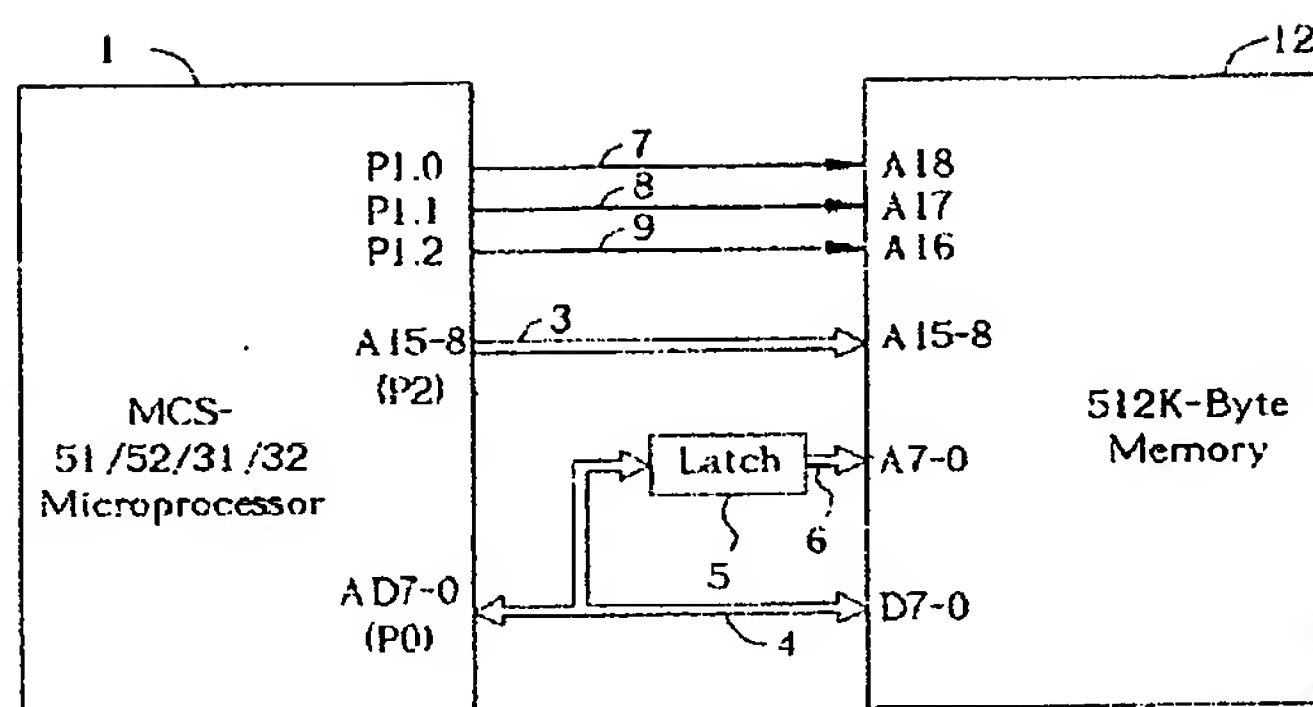 1
12
P1.0
7
A18
P1.1
8
A17
P1.2
9
A16
A15-8
(P2)
3
A15-8
MCS-
51/52/31/32
Microprocessor
512K-Byte
Memory
Latch
A7-0
5
6
AD7-0
(P0)
4
D7-0